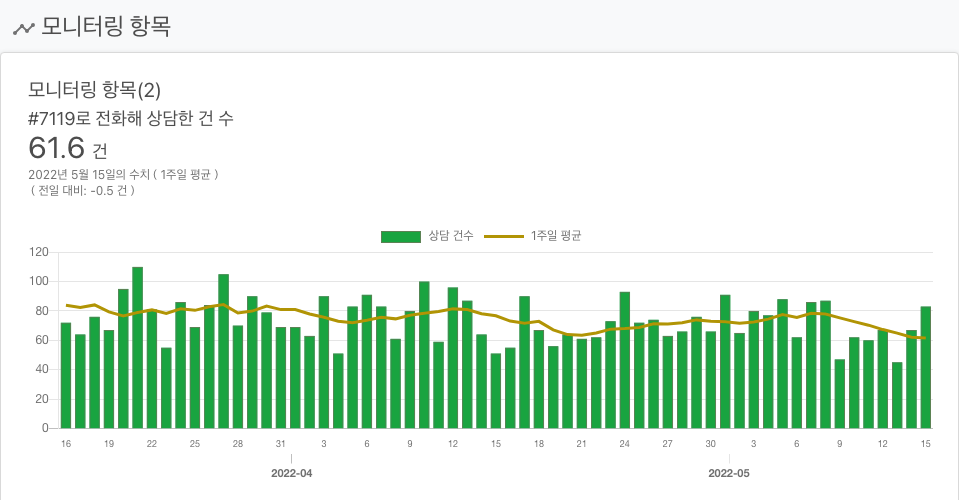 모니터링 항목
모니터링 항목(2)
#7119로 전화해 상담한 건 수
61.6 건
2022년 5월 15일의 수치 ( 1주일 평균 )
( 전일 대비: -0.5 건 )
상담 건수 1주일 평균
120
100
80
60
40
20
0
16 19 22 25 28 31 3 6 9 12 15 18 21 24 27 30 3 6 9 12 15
2022-04 2022-05